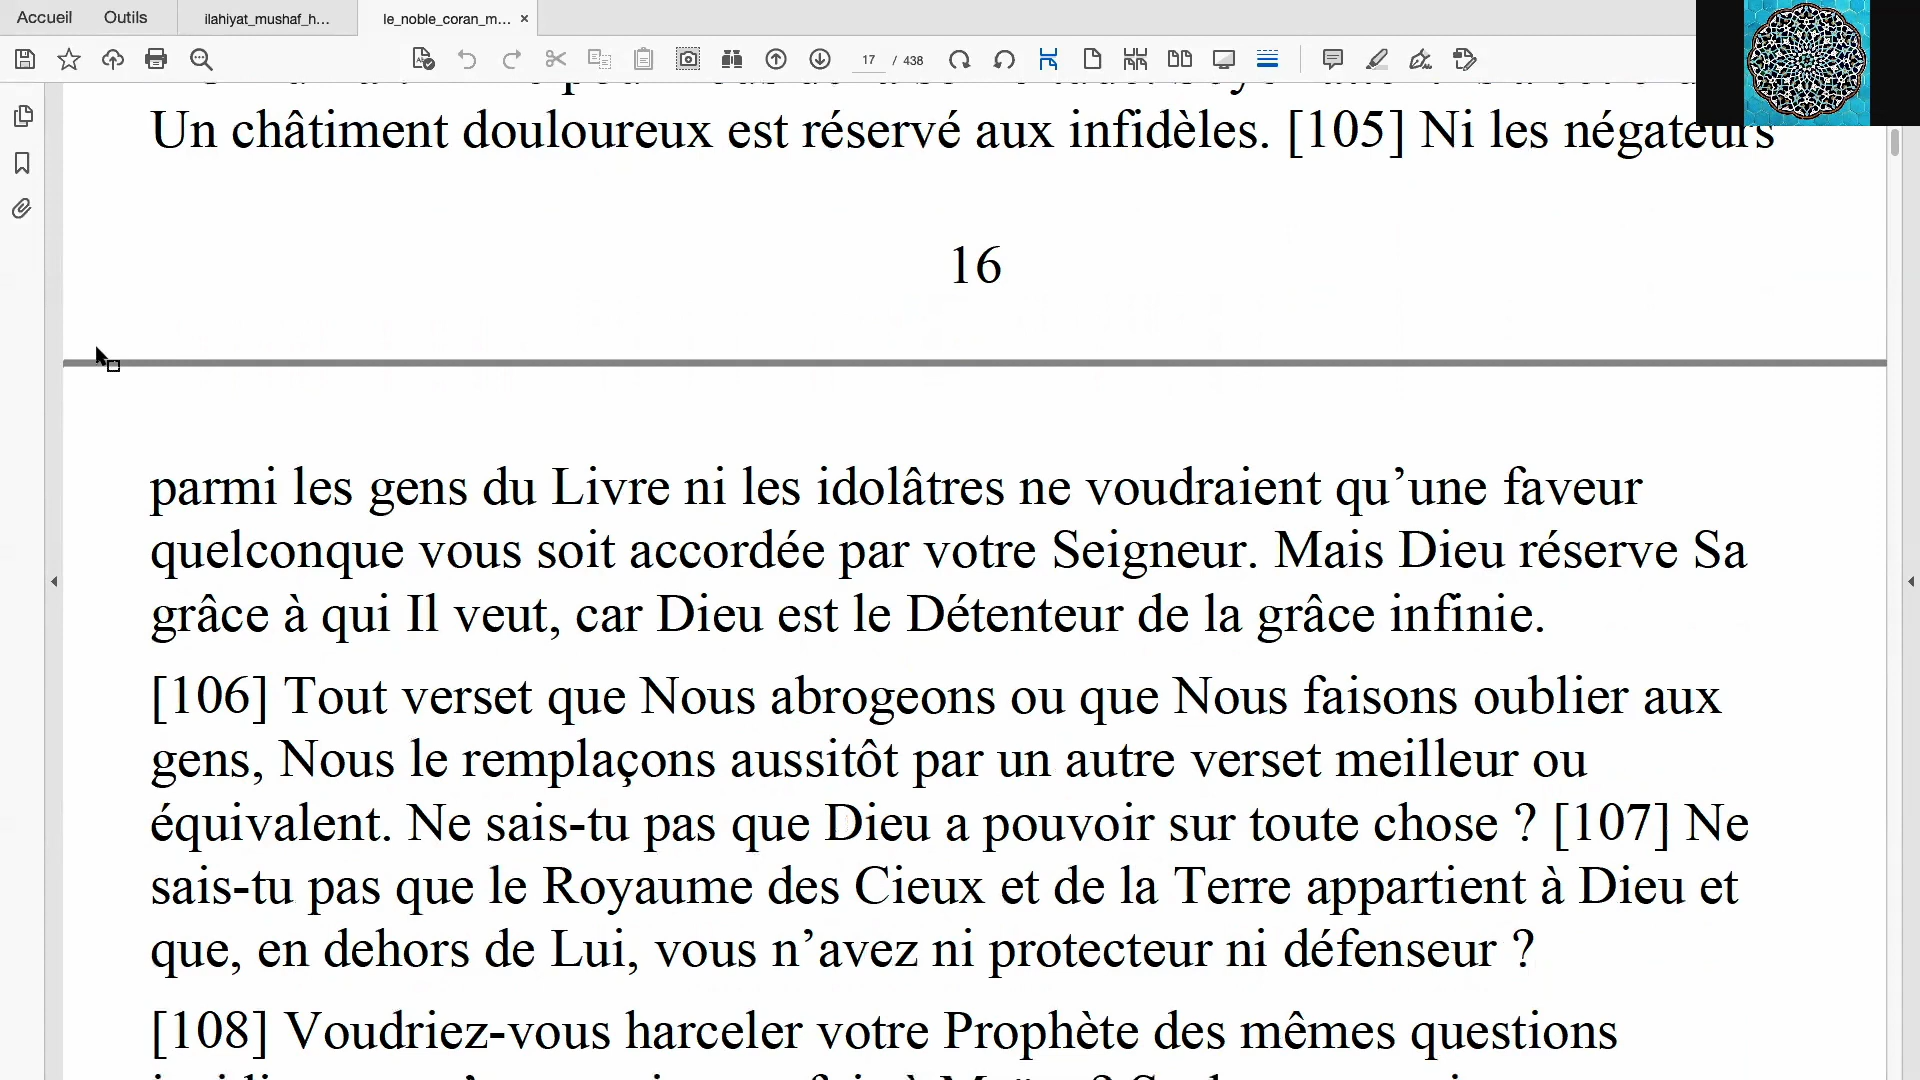 Accueil Outils ilahiyat_mushaf_h... le_noble_coran_m... ×
17 / 438
Un châtiment douloureux est réservé aux infidèles. [105] Ni les négateurs
16
parmi les gens du Livre ni les idolâtres ne voudraient qu’une faveur
quelconque vous soit accordée par votre Seigneur. Mais Dieu réserve Sa
grâce à qui Il veut, car Dieu est le Détenteur de la grâce infinie.
[106] Tout verset que Nous abrogeons ou que Nous faisons oublier aux
gens, Nous le remplaçons aussitôt par un autre verset meilleur ou
équivalent. Ne sais-tu pas que Dieu a pouvoir sur toute chose ? [107] Ne
sais-tu pas que le Royaume des Cieux et de la Terre appartient à Dieu et
que, en dehors de Lui, vous n’avez ni protecteur ni défenseur ?
[108] Voudriez-vous harceler votre Prophète des mêmes questions